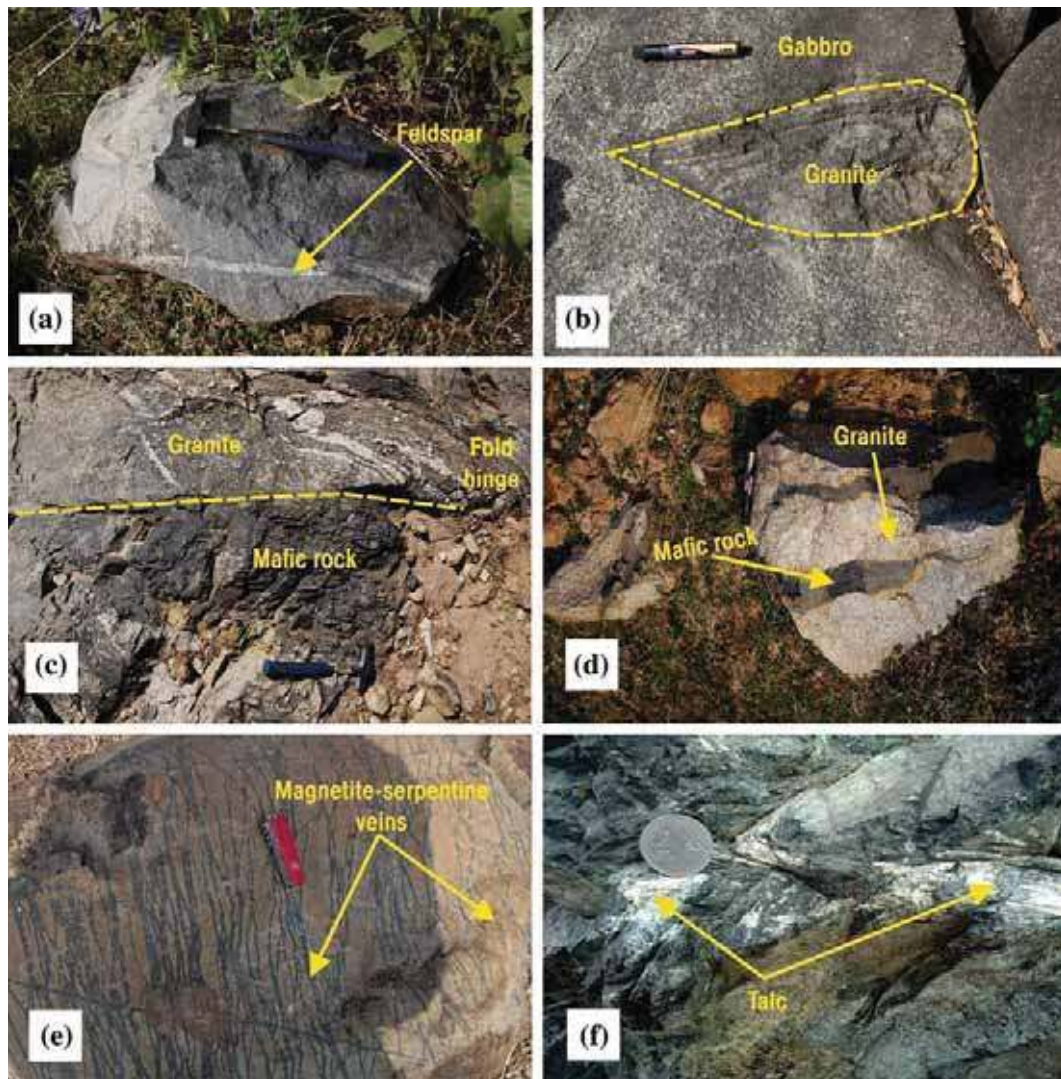 Feldspar
(a)
Gabbro
Granite
(b)
Granite
Fold
hinge
Mafic rock
(c)
Granite
Mafic rock
(d)
Magnetite-serpentine
veins
(e)
Talc
(f)